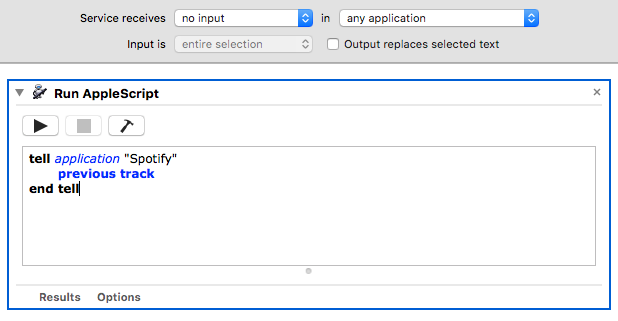 Service receives no input in any application
Input is entire selection Output replaces selected text
Run AppleScript
tell application "Spotify"
previous track
end tell
Results Options